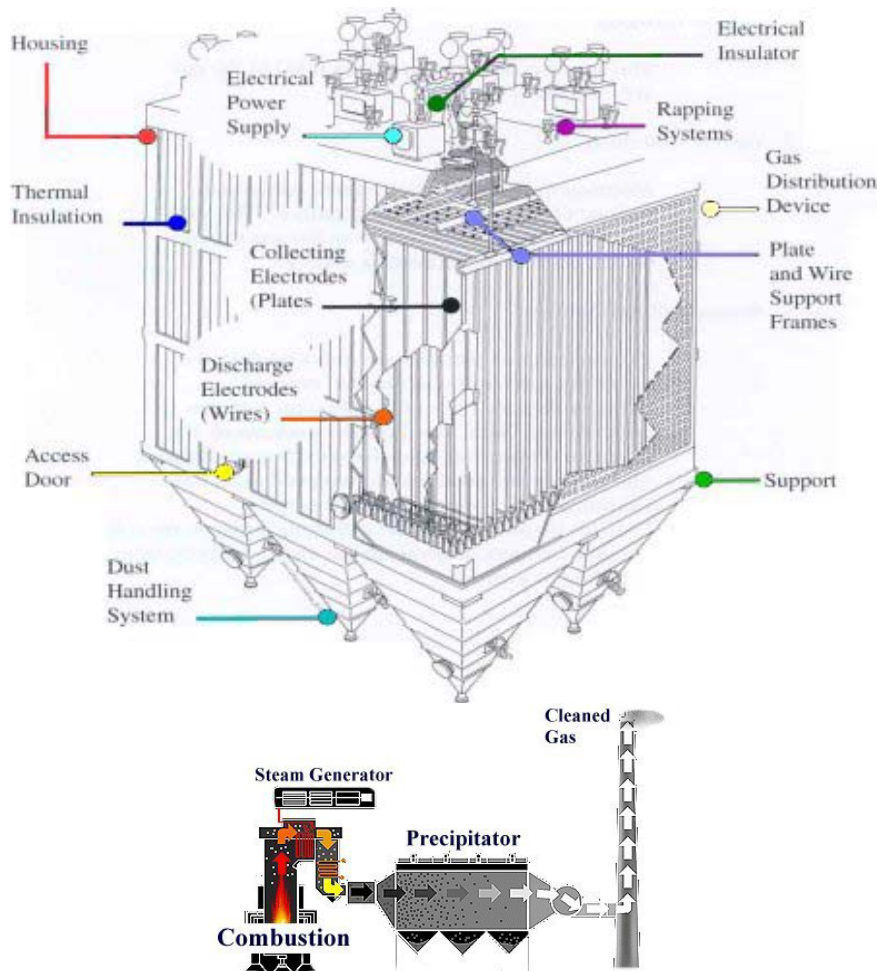 Housing
Electrical
Power
Supply
Electrical
Insulator
Rapping
Systems
Gas
Distribution
Device
Thermal
Insulation
Collecting
Electrodes
(Plates
Plate
and Wire
Support
Frames
Discharge
Electrodes
(Wires)
Access
Door
Support
Dust
Handling
System
Cleaned
Gas
Steam Generator
Precipitator
Combustion